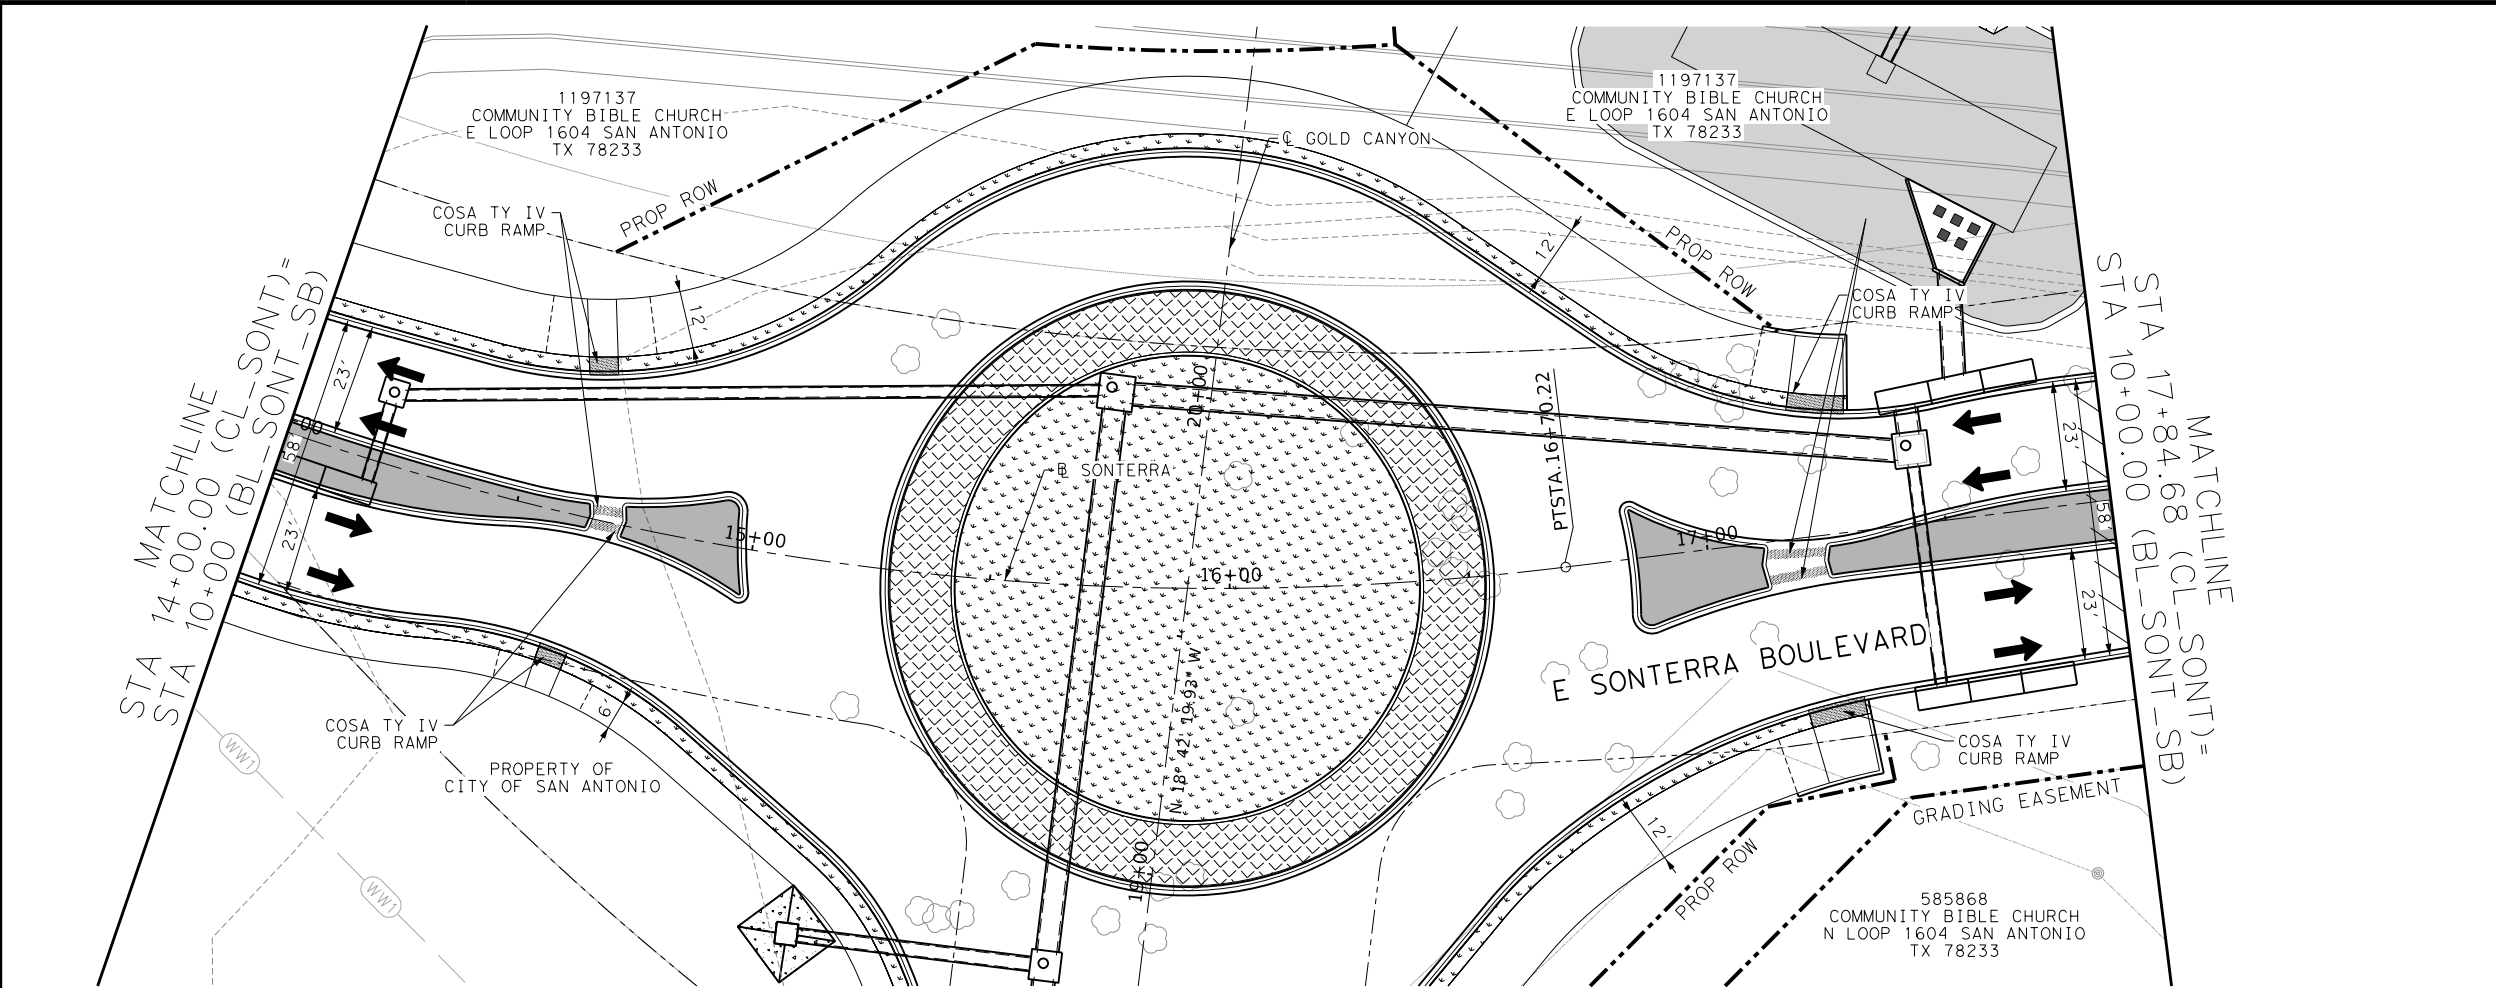 1197137
COMMUNITY BIBLE CHURCH
E LOOP 1604 SAN ANTONIO
TX 78233
1197137
COMMUNITY BIBLE CHURCH
E LOOP 1604 SAN ANTONIO
TX 78233
℄ GOLD CANYON
COSA TY IV
CURB RAMP
PROP ROW
12'
PROP ROW
12'
COSA TY IV
CURB RAMP
MATCHLINE
STA 14+00.00 (CL_SONT)=
STA 10+00 (BL_SONT_SB)
23'
58'
00
23'
PTSTA.16+70.22
20+00
B SONTERRA
15+00
16+00
17+00
23'
58'
23'
MATCHLINE
STA 17+84.68 (CL_SONT)=
STA 10+00.00 (BL_SONT_SB)
E SONTERRA BOULEVARD
N 18° 42' 19.93" W
19+00
6'
COSA TY IV
CURB RAMP
PROPERTY OF
CITY OF SAN ANTONIO
WW1
WW1
COSA TY IV
CURB RAMP
GRADING EASEMENT
12'
PROP ROW
585868
COMMUNITY BIBLE CHURCH
N LOOP 1604 SAN ANTONIO
TX 78233